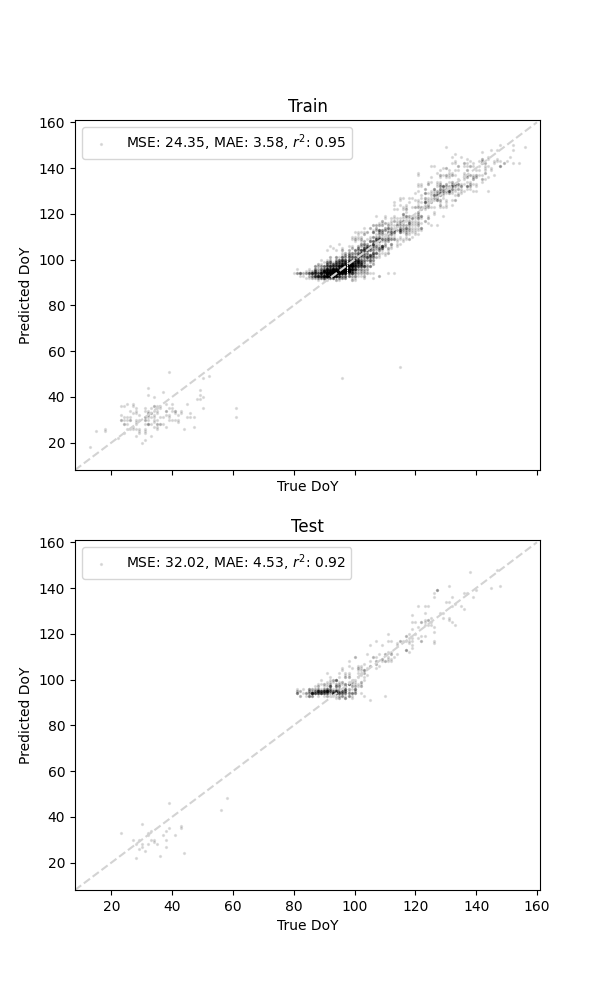 Train
MSE: 24.35, MAE: 3.58, r²: 0.95
160
140
120
100
80
60
40
20
Predicted DoY
True DoY
Test
MSE: 32.02, MAE: 4.53, r²: 0.92
160
140
120
100
80
60
40
20
Predicted DoY
20 40 60 80 100 120 140 160
True DoY